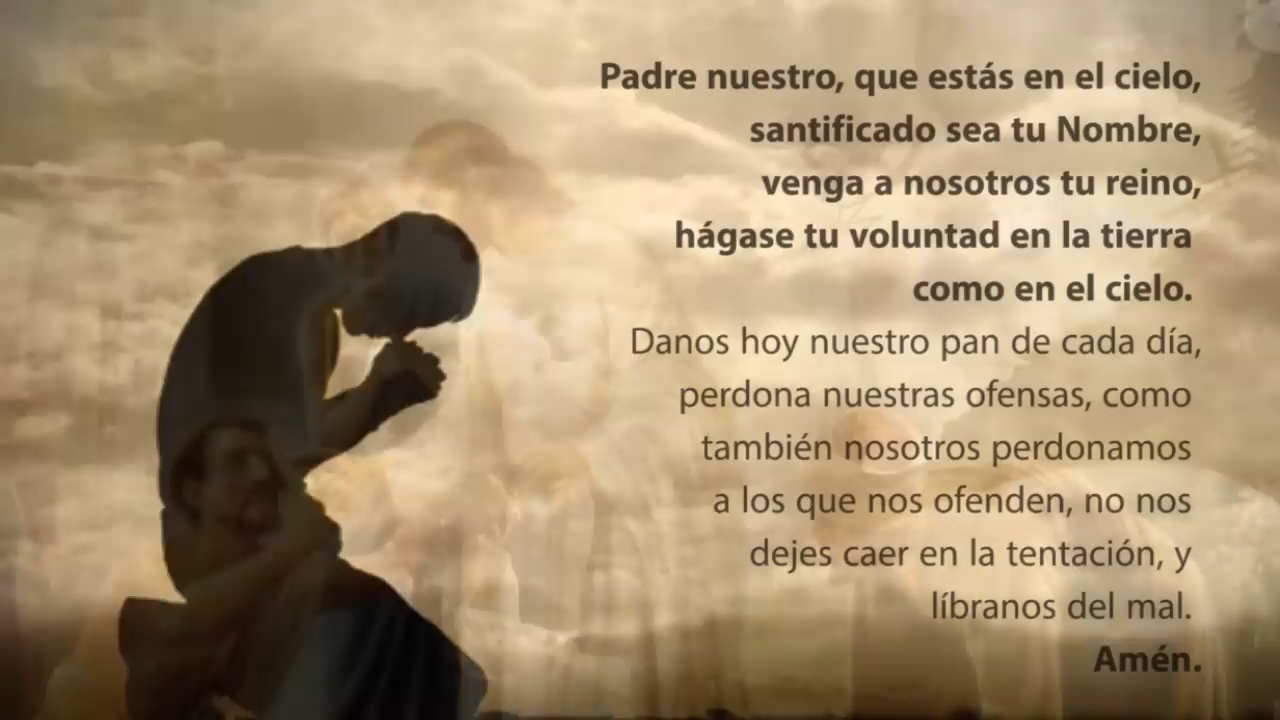 Padre nuestro, que estás en el cielo,
santificado sea tu Nombre,
venga a nosotros tu reino,
hágase tu voluntad en la tierra
como en el cielo.
Danos hoy nuestro pan de cada día,
perdona nuestras ofensas, como
también nosotros perdonamos
a los que nos ofenden, no nos
dejes caer en la tentación, y
líbranos del mal.
Amén.